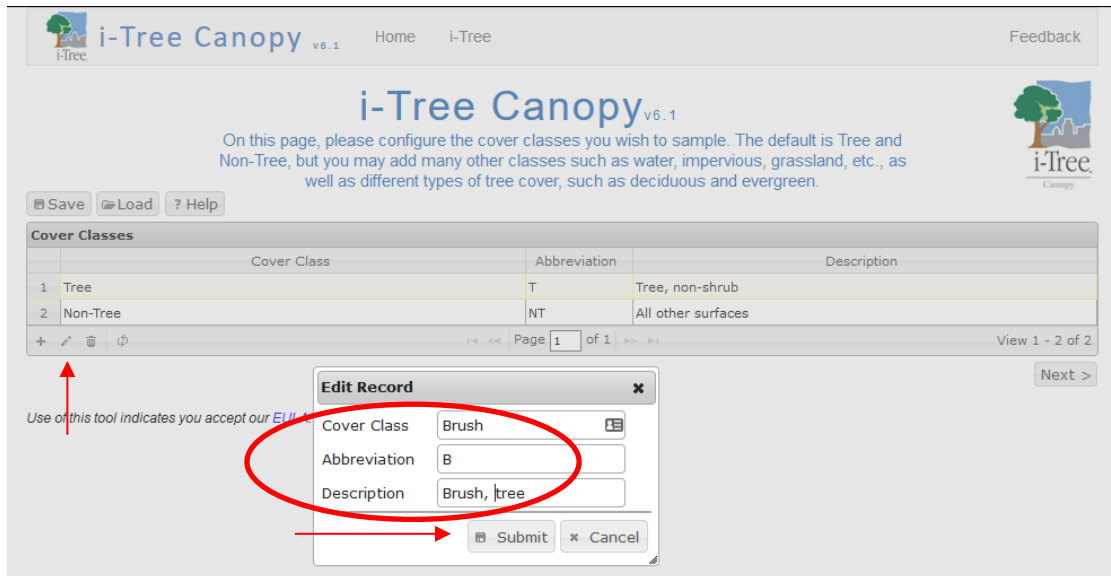 i-Tree Canopy v6.1 Home i-Tree Feedback
i-Tree
i-Tree Canopy v6.1
On this page, please configure the cover classes you wish to sample. The default is Tree and
Non-Tree, but you may add many other classes such as water, impervious, grassland, etc., as
well as different types of tree cover, such as deciduous and evergreen.
i-Tree
Canopy
Save Load ? Help
Cover Classes
Cover Class Abbreviation Description
1 Tree T Tree, non-shrub
2 Non-Tree NT All other surfaces
Page 1 of 1 View 1 - 2 of 2
Next >
Use of this tool indicates you accept our
Edit Record
Cover Class Brush
Abbreviation B
Description Brush, tree
Submit Cancel